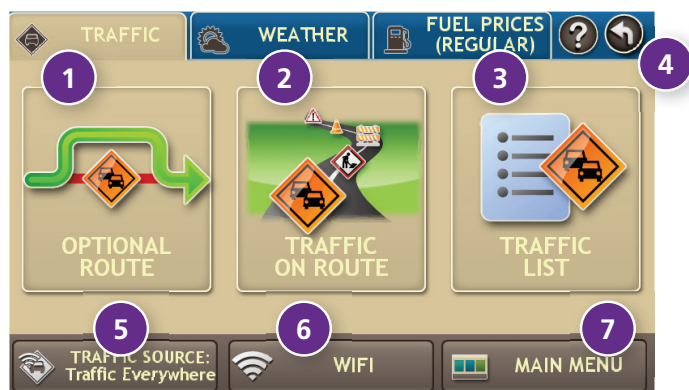 TRAFFIC
WEATHER
FUEL PRICES
(REGULAR)
?
1
2
3
4
OPTIONAL
ROUTE
TRAFFIC
ON ROUTE
TRAFFIC
LIST
5
6
7
TRAFFIC SOURCE:
Traffic Everywhere
WIFI
MAIN MENU